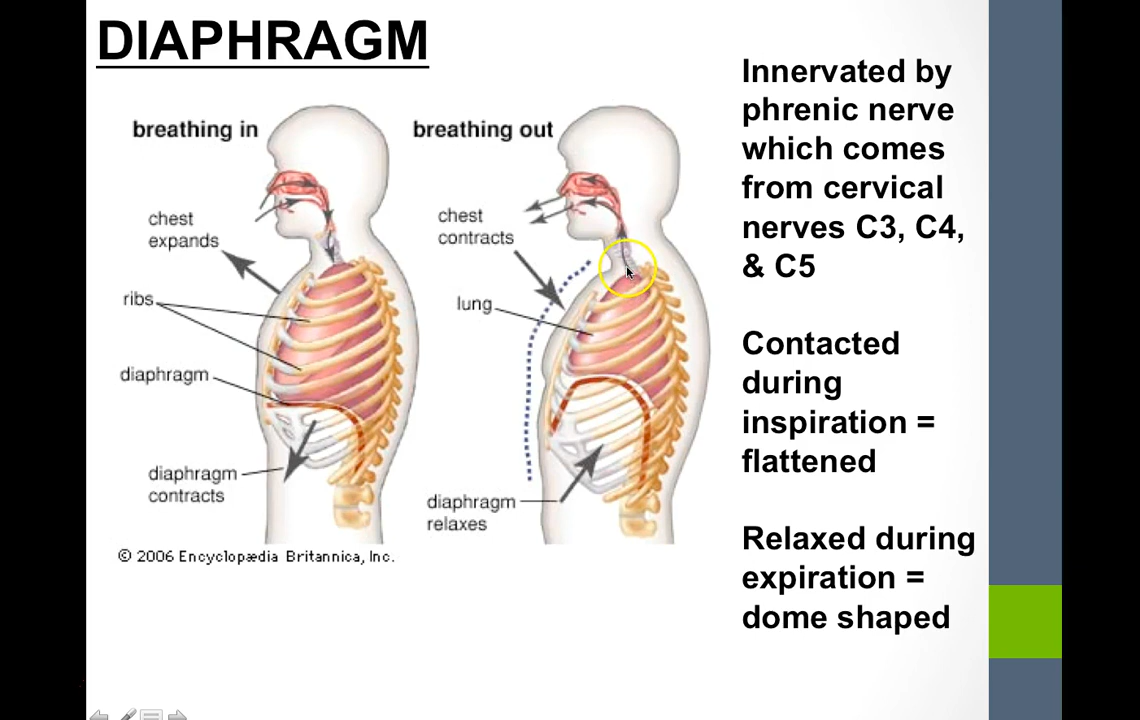 DIAPHRAGM
breathing in
chest
expands
ribs
diaphragm
diaphragm
contracts
breathing out
chest
contracts
lung
diaphragm
relaxes
© 2006 Encyclopædia Britannica, Inc.
Innervated by
phrenic nerve
which comes
from cervical
nerves C3, C4,
& C5
Contacted
during
inspiration =
flattened
Relaxed during
expiration =
dome shaped